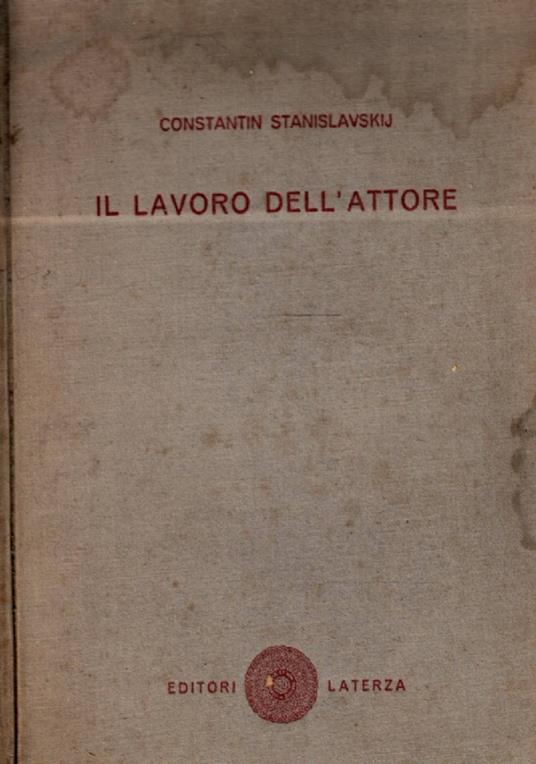 CONSTANTIN STANISLAVSKIJ
IL LAVORO DELL'ATTORE
EDITORI LATERZA